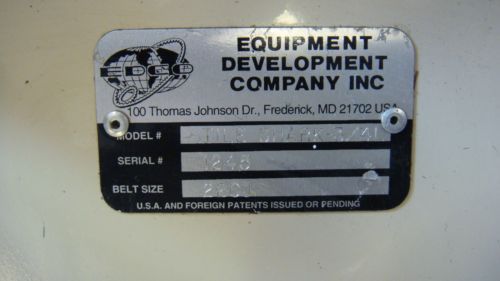 EDCO
EQUIPMENT
DEVELOPMENT
COMPANY INC
100 Thomas Johnson Dr., Frederick, MD 21702 USA
MODEL #
SERIAL # 1248
BELT SIZE
U.S.A. AND FOREIGN PATENTS ISSUED OR PENDING